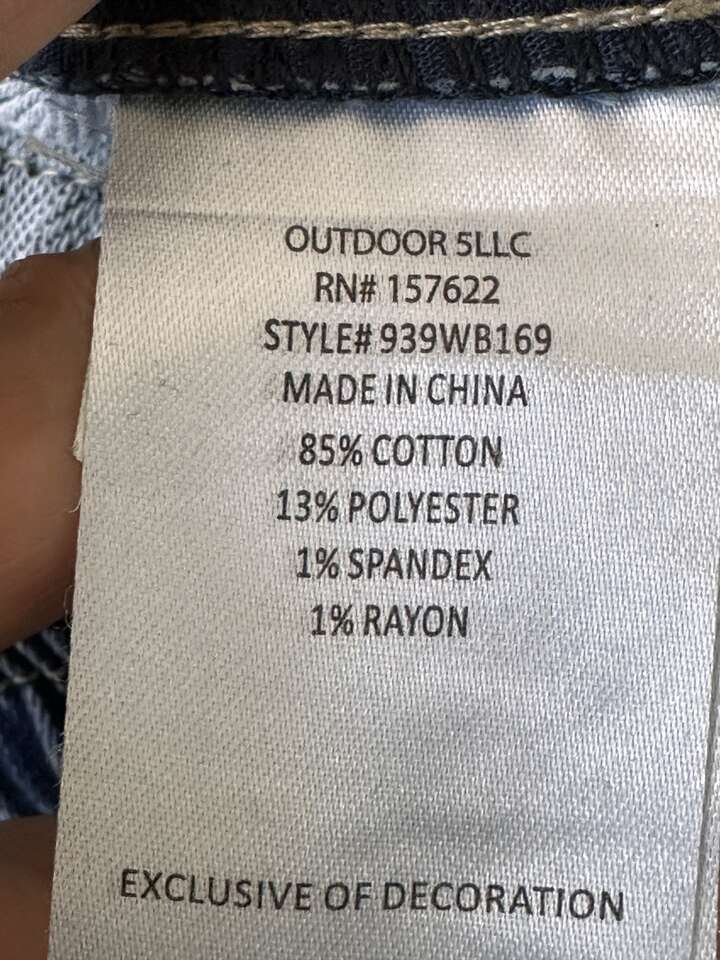 OUTDOOR 5LLC
RN# 157622
STYLE# 939WB169
MADE IN CHINA
85% COTTON
13% POLYESTER
1% SPANDEX
1% RAYON
EXCLUSIVE OF DECORATION